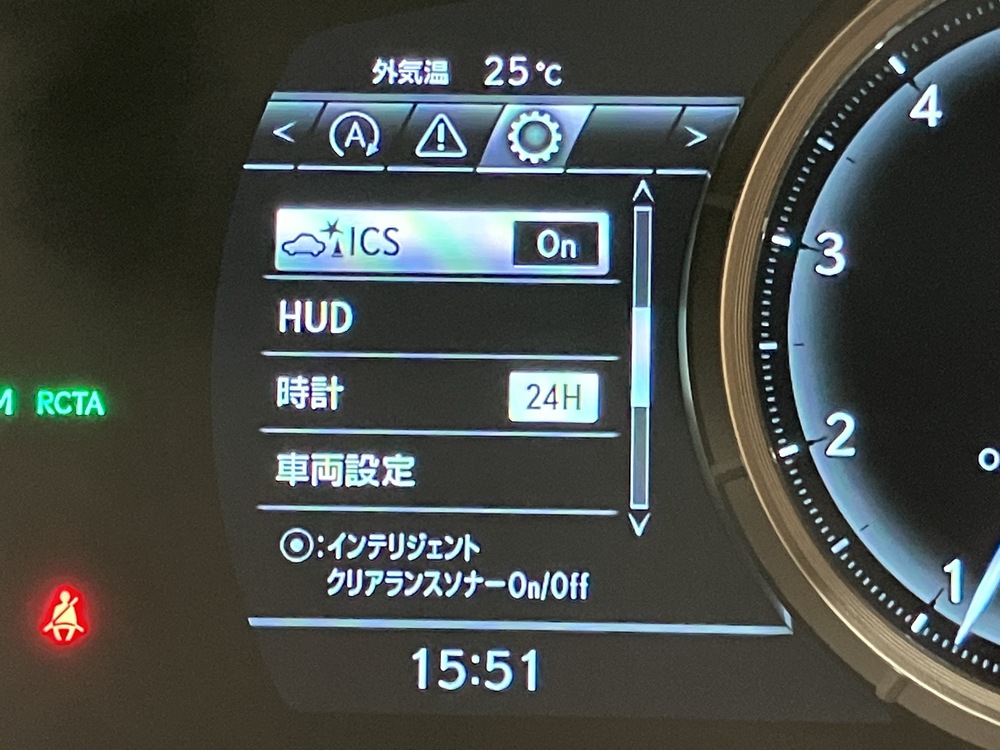 外気温 25℃
< A ! >
ICS On
HUD
時計 24H
車両設定
:インテリジェント
クリアランスソナーOn/Off
15:51
RCTA
4
3
2
1